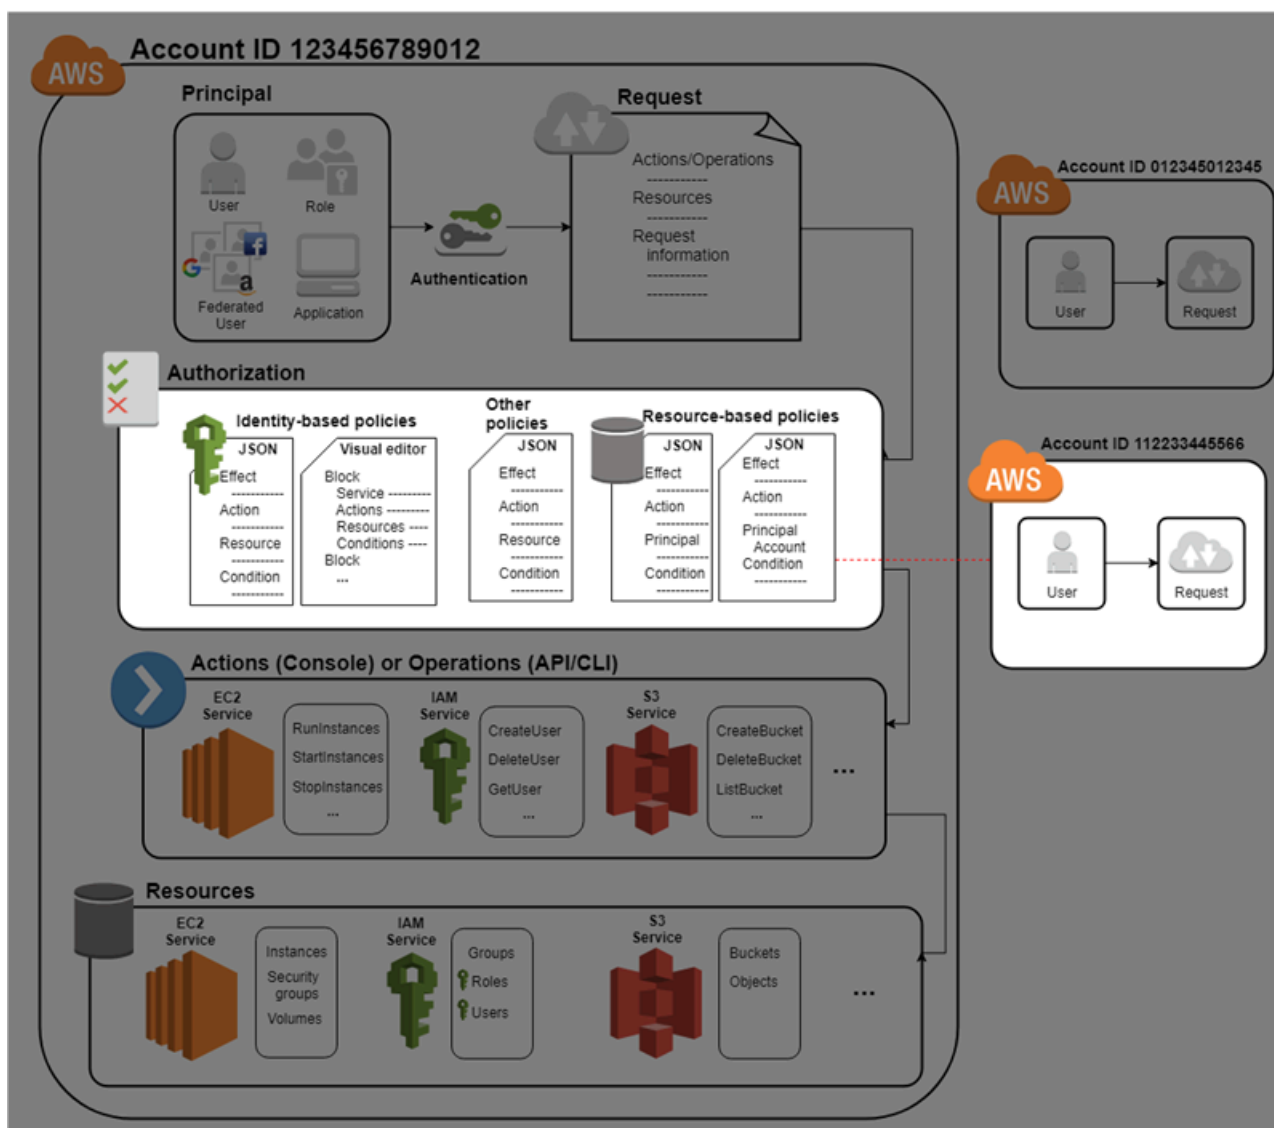 Account ID 123456789012
AWS
Principal
User
Role
Federated
User
Application
Authentication
Request
Actions/Operations
-----------
Resources
-----------
Request
information
-----------
-----------
Account ID 012345012345
AWS
User
Request
Authorization
Identity-based policies
JSON
Effect
-----------
Action
-----------
Resource
-----------
Condition
-----------
Visual editor
Block
Service ---------
Actions ---------
Resources ----
Conditions ----
Block
...
Other
policies
JSON
Effect
-----------
Action
-----------
Resource
-----------
Condition
-----------
Resource-based policies
JSON
Effect
-----------
Action
-----------
Principal
-----------
Condition
-----------
JSON
Effect
-----------
Action
-----------
Principal
Account
Condition
-----------
Account ID 112233445566
AWS
User
Request
Actions (Console) or Operations (API/CLI)
EC2
Service
RunInstances
StartInstances
StopInstances
...
IAM
Service
CreateUser
DeleteUser
GetUser
...
S3
Service
CreateBucket
DeleteBucket
ListBucket
...
...
Resources
EC2
Service
Instances
Security
groups
Volumes
IAM
Service
Groups
Roles
Users
S3
Service
Buckets
Objects
...